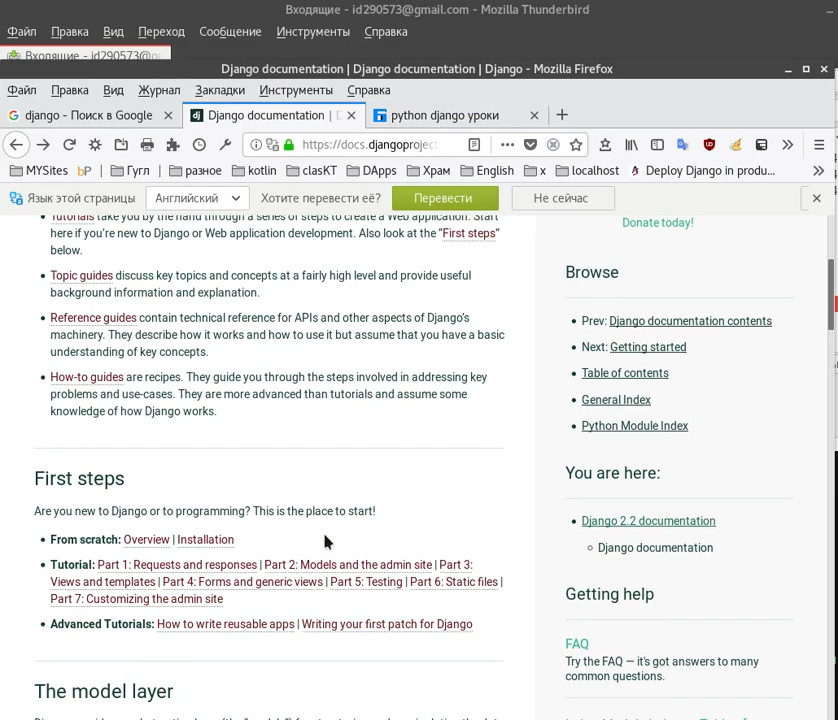 Входящие - id290573@gmail.com - Mozilla Thunderbird
Файл Правка Вид Переход Сообщение Инструменты Справка
Входящие - id290573@g
Django documentation | Django documentation | Django - Mozilla Firefox
Файл Правка Вид Журнал Закладки Инструменты Справка
django - Поиск в Google
Django documentation |
python django уроки
https://docs.djangoproject
MYSites
bP
Гугл
разное
kotlin
clasKT
DApps
Храм
English
x
localhost
Deploy Django in produ...
Язык этой страницы Английский Хотите перевести её? Перевести Не сейчас
Tutorials take you by the hand through a series of steps to create a Web application. Start
here if you're new to Django or Web application development. Also look at the “First steps”
below.
Topic guides discuss key topics and concepts at a fairly high level and provide useful
background information and explanation.
Reference guides contain technical reference for APIs and other aspects of Django's
machinery. They describe how it works and how to use it but assume that you have a basic
understanding of key concepts.
How-to guides are recipes. They guide you through the steps involved in addressing key
problems and use-cases. They are more advanced than tutorials and assume some
knowledge of how Django works.
First steps
Are you new to Django or to programming? This is the place to start!
From scratch: Overview | Installation
Tutorial: Part 1: Requests and responses | Part 2: Models and the admin site | Part 3:
Views and templates | Part 4: Forms and generic views | Part 5: Testing | Part 6: Static files |
Part 7: Customizing the admin site
Advanced Tutorials: How to write reusable apps | Writing your first patch for Django
The model layer
Donate today!
Browse
Prev: Django documentation contents
Next: Getting started
Table of contents
General Index
Python Module Index
You are here:
Django 2.2 documentation
Django documentation
Getting help
FAQ
Try the FAQ — it's got answers to many
common questions.